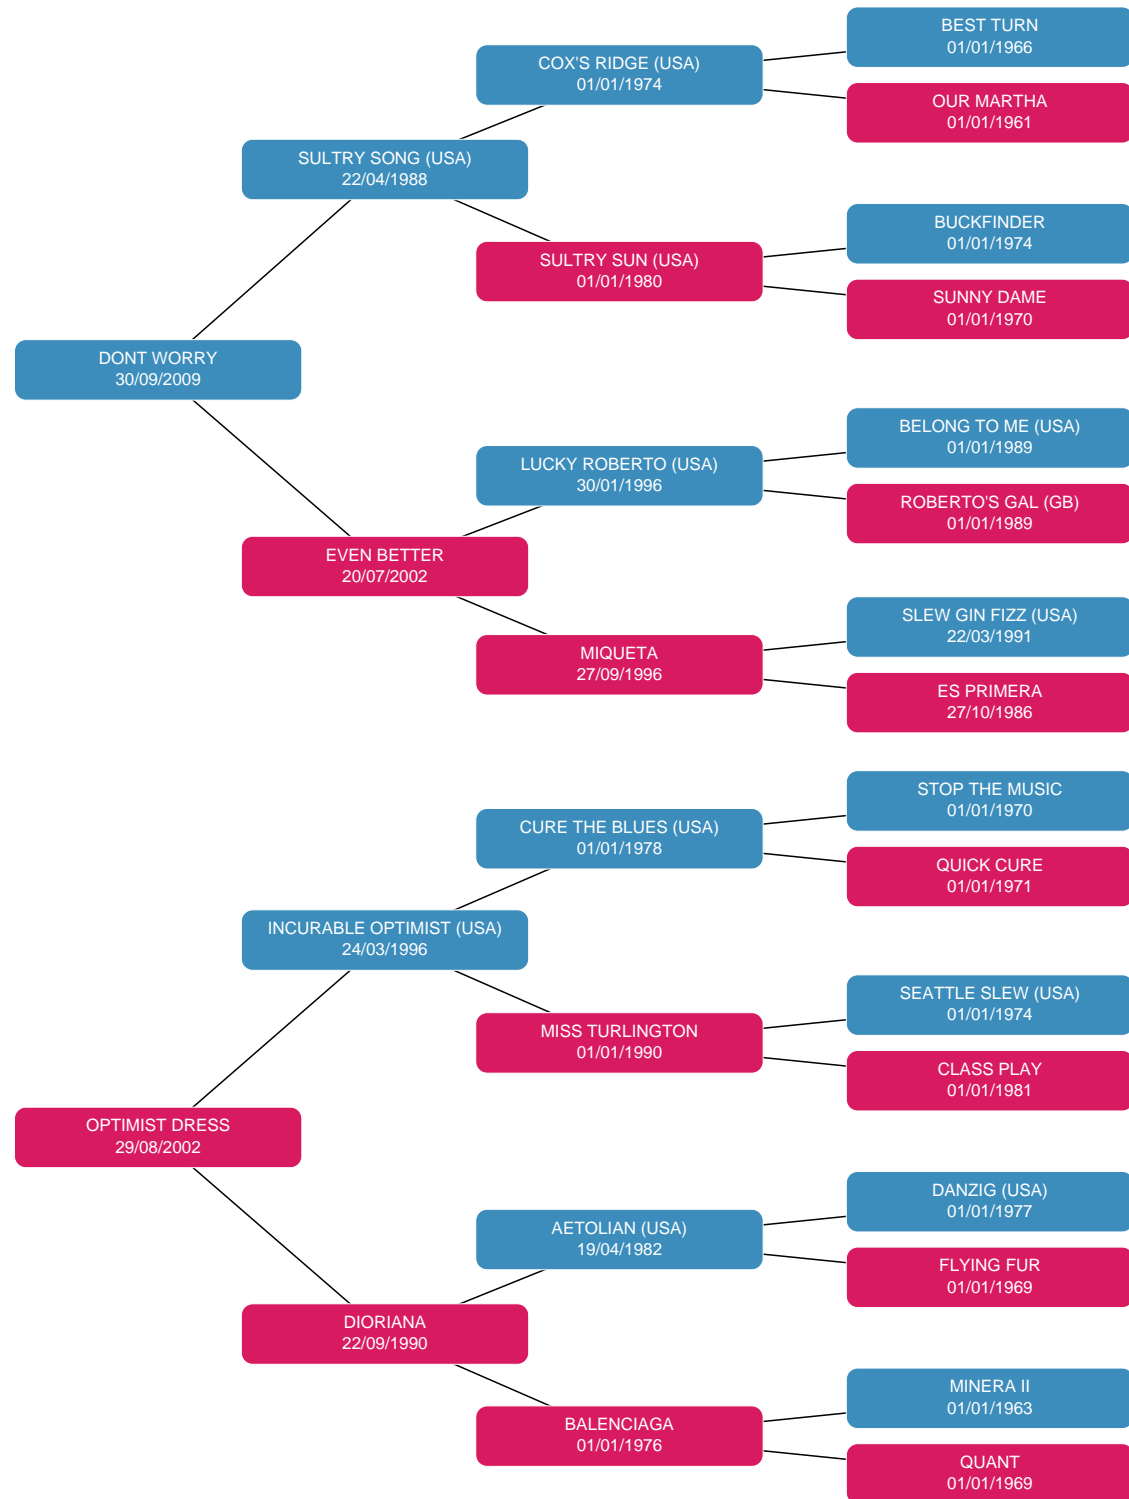 BEST TURN
01/01/1966
COX'S RIDGE (USA)
01/01/1974
OUR MARTHA
01/01/1961
SULTRY SONG (USA)
22/04/1988
BUCKFINDER
01/01/1974
SULTRY SUN (USA)
01/01/1980
SUNNY DAME
01/01/1970
DONT WORRY
30/09/2009
BELONG TO ME (USA)
01/01/1989
LUCKY ROBERTO (USA)
30/01/1996
ROBERTO'S GAL (GB)
01/01/1989
EVEN BETTER
20/07/2002
SLEW GIN FIZZ (USA)
22/03/1991
MIQUETA
27/09/1996
ES PRIMERA
27/10/1986
STOP THE MUSIC
01/01/1970
CURE THE BLUES (USA)
01/01/1978
QUICK CURE
01/01/1971
INCURABLE OPTIMIST (USA)
24/03/1996
SEATTLE SLEW (USA)
01/01/1974
MISS TURLINGTON
01/01/1990
CLASS PLAY
01/01/1981
OPTIMIST DRESS
29/08/2002
DANZIG (USA)
01/01/1977
AETOLIAN (USA)
19/04/1982
FLYING FUR
01/01/1969
DIORIANA
22/09/1990
MINERA II
01/01/1963
BALENCIAGA
01/01/1976
QUANT
01/01/1969